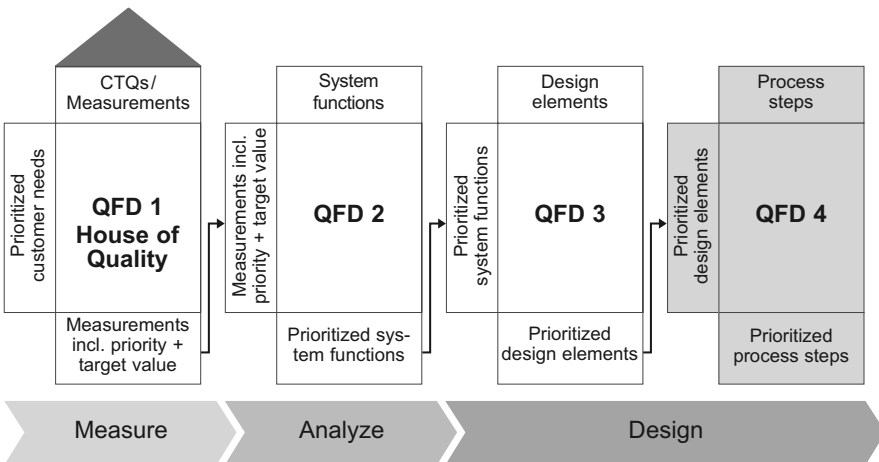 CTQs/
Measurements
Prioritized
customer needs
QFD 1
House of
Quality
Measurements
incl. priority +
target value
System
functions
Measurements incl.
priority + target value
QFD 2
Prioritized sys-
tem functions
Design
elements
Prioritized
system functions
QFD 3
Prioritized
design elements
Process
steps
Prioritized
design elements
QFD 4
Prioritized
process steps
Measure
Analyze
Design